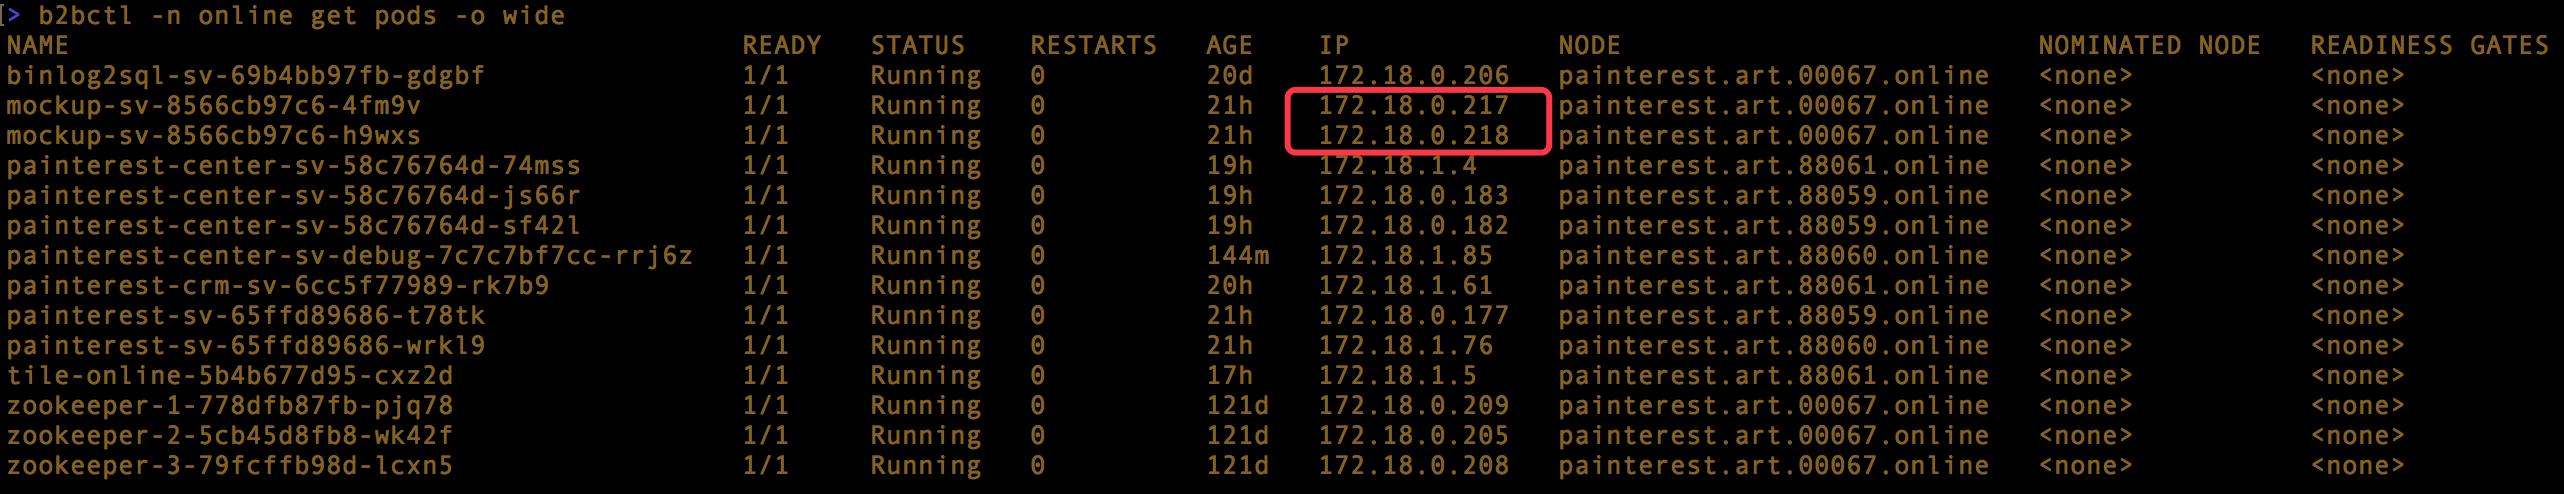 [> b2bctl -n online get pods -o wide
NAME READY STATUS RESTARTS AGE IP NODE NOMINATED NODE READINESS GATES
binlog2sql-sv-69b4bb97fb-gdgbf 1/1 Running 0 20d 172.18.0.206 painterest.art.00067.online <none> <none>
mockup-sv-8566cb97c6-4fm9v 1/1 Running 0 21h 172.18.0.217 painterest.art.00067.online <none> <none>
mockup-sv-8566cb97c6-h9wxs 1/1 Running 0 21h 172.18.0.218 painterest.art.00067.online <none> <none>
painterest-center-sv-58c76764d-74mss 1/1 Running 0 19h 172.18.1.4 painterest.art.88061.online <none> <none>
painterest-center-sv-58c76764d-js66r 1/1 Running 0 19h 172.18.0.183 painterest.art.88059.online <none> <none>
painterest-center-sv-58c76764d-sf42l 1/1 Running 0 19h 172.18.0.182 painterest.art.88059.online <none> <none>
painterest-center-sv-debug-7c7c7bf7cc-rrj6z 1/1 Running 0 144m 172.18.1.85 painterest.art.88060.online <none> <none>
painterest-crm-sv-6cc5f77989-rk7b9 1/1 Running 0 20h 172.18.1.61 painterest.art.88061.online <none> <none>
painterest-sv-65ffd89686-t78tk 1/1 Running 0 21h 172.18.0.177 painterest.art.88059.online <none> <none>
painterest-sv-65ffd89686-wrkl9 1/1 Running 0 21h 172.18.1.76 painterest.art.88060.online <none> <none>
tile-online-5b4b677d95-cxz2d 1/1 Running 0 17h 172.18.1.5 painterest.art.88061.online <none> <none>
zookeeper-1-778dfb87fb-pjq78 1/1 Running 0 121d 172.18.0.209 painterest.art.00067.online <none> <none>
zookeeper-2-5cb45d8fb8-wk42f 1/1 Running 0 121d 172.18.0.205 painterest.art.00067.online <none> <none>
zookeeper-3-79fcffb98d-lcxn5 1/1 Running 0 121d 172.18.0.208 painterest.art.00067.online <none> <none>